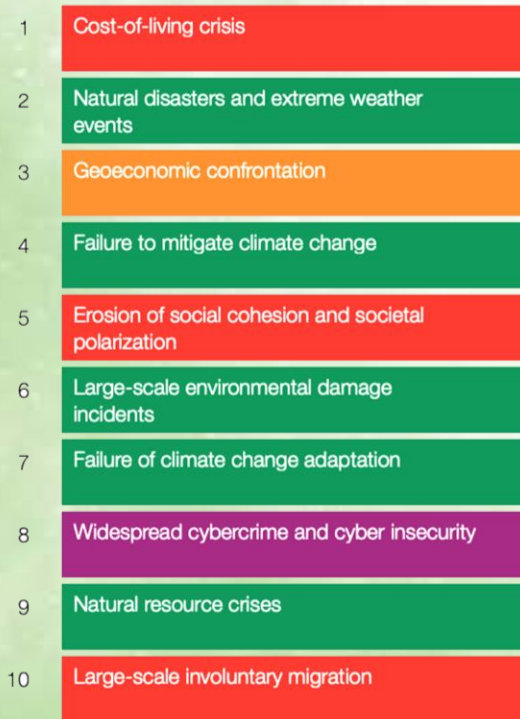 1 Cost-of-living crisis
2 Natural disasters and extreme weather
events
3 Geoeconomic confrontation
4 Failure to mitigate climate change
5 Erosion of social cohesion and societal
polarization
6 Large-scale environmental damage
incidents
7 Failure of climate change adaptation
8 Widespread cybercrime and cyber insecurity
9 Natural resource crises
10 Large-scale involuntary migration